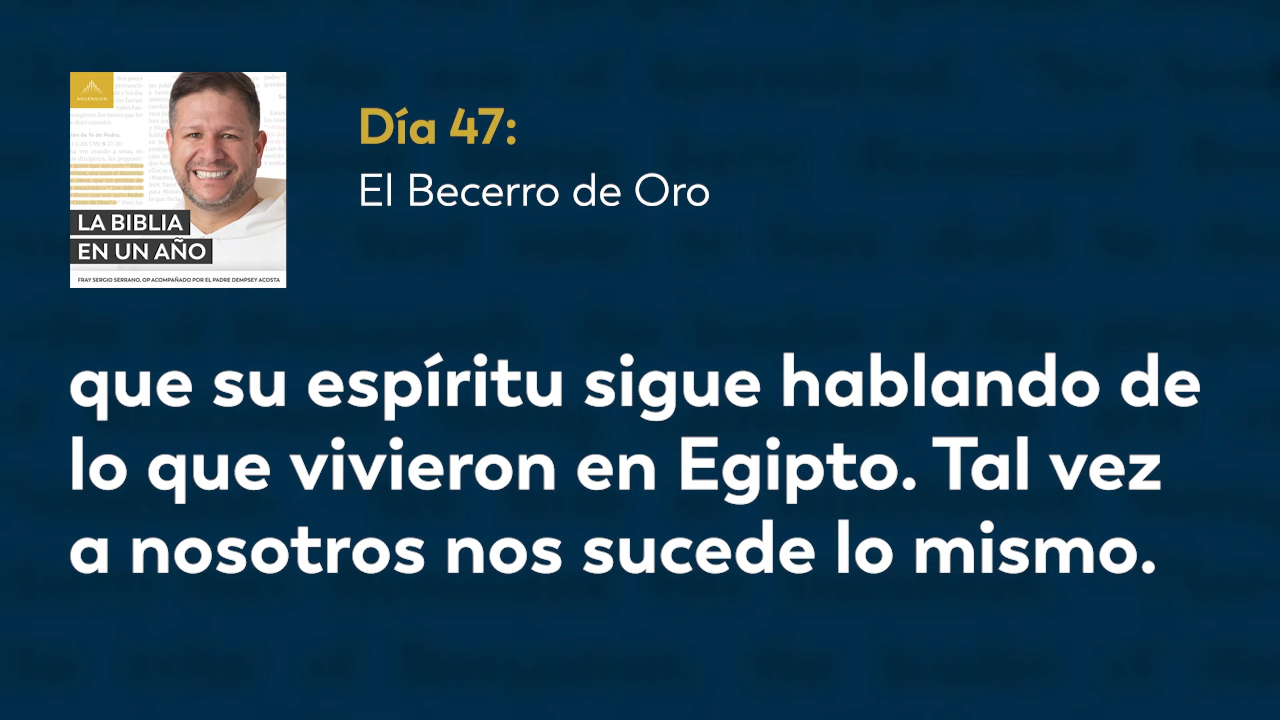 ASCENSION
LA BIBLIA
EN UN AÑO
FRAY SERGIO SERRANO, OP ACOMPAÑADO POR EL PADRE DEMPSEY ACOSTA
Día 47:
El Becerro de Oro
que su espíritu sigue hablando de
lo que vivieron en Egipto. Tal vez
a nosotros nos sucede lo mismo.